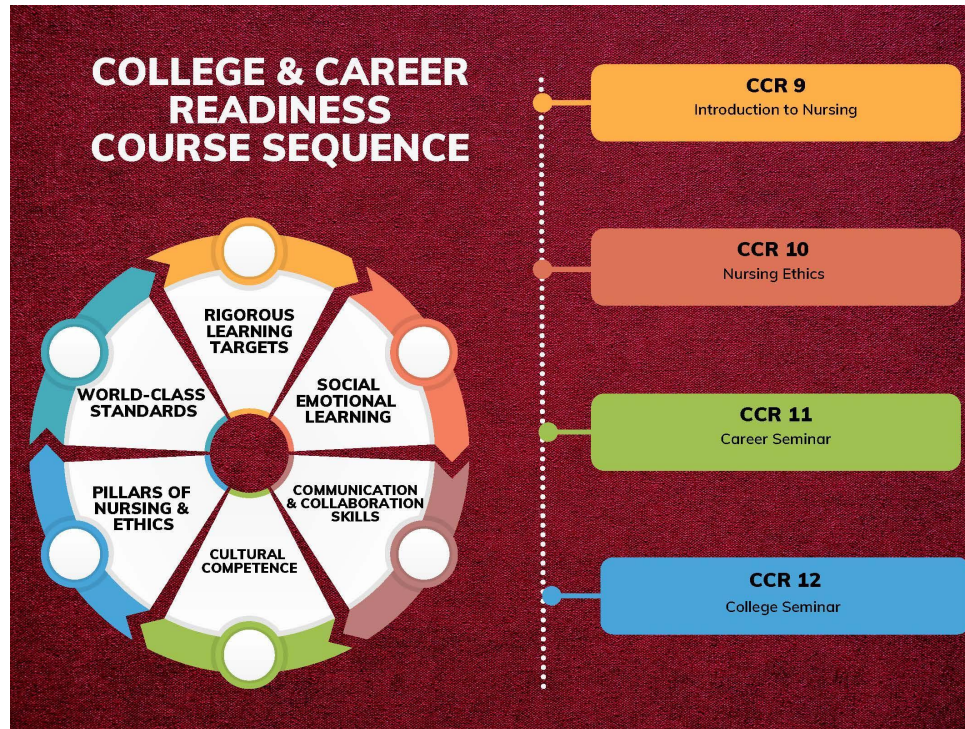 COLLEGE & CAREER
READINESS
COURSE SEQUENCE
RIGOROUS
LEARNING
TARGETS
SOCIAL
EMOTIONAL
LEARNING
COMMUNICATION
& COLLABORATION
SKILLS
CULTURAL
COMPETENCE
PILLARS OF
NURSING &
ETHICS
WORLD-CLASS
STANDARDS
CCR 9
Introduction to Nursing
CCR 10
Nursing Ethics
CCR 11
Career Seminar
CCR 12
College Seminar